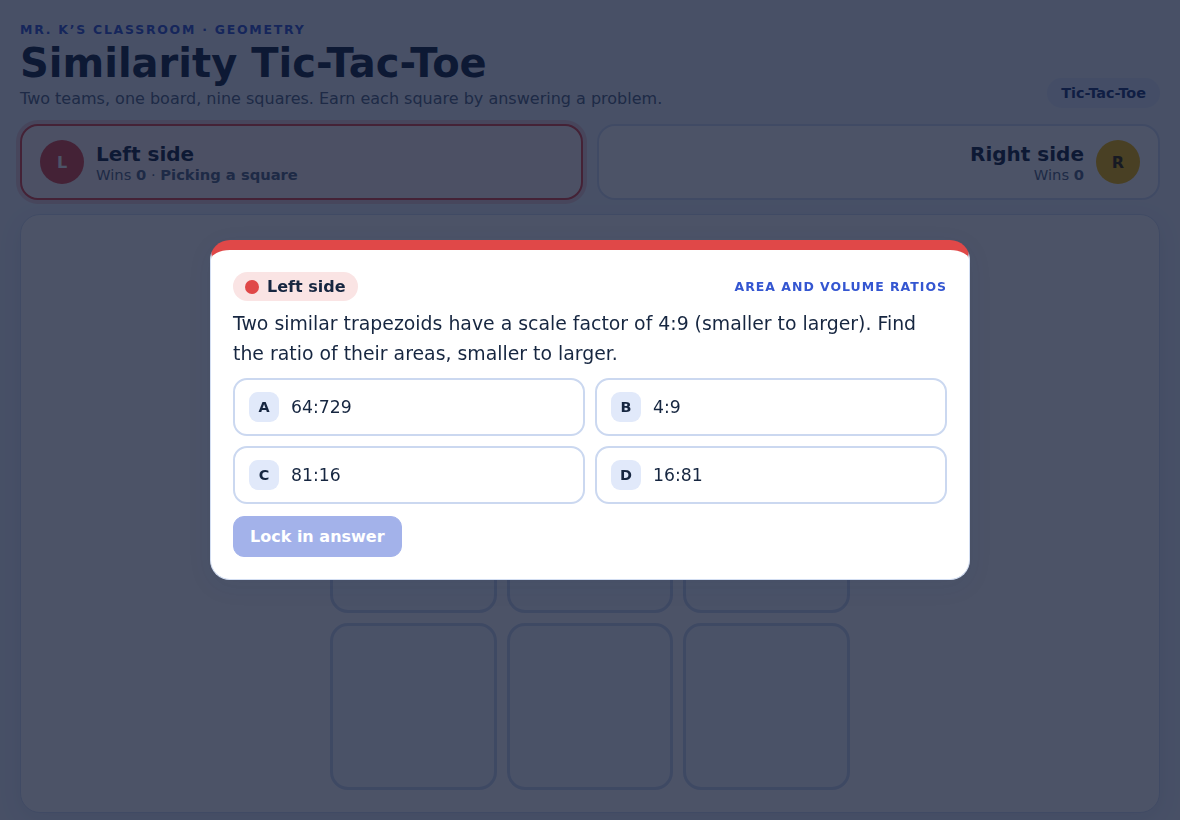 MR. K’S CLASSROOM · GEOMETRY
Similarity Tic-Tac-Toe
Two teams, one board, nine squares. Earn each square by answering a problem.
Tic-Tac-Toe
L
Left side
Wins 0 · Picking a square
Right side
Wins 0
R
Left side
AREA AND VOLUME RATIOS
Two similar trapezoids have a scale factor of 4:9 (smaller to larger). Find
the ratio of their areas, smaller to larger.
A 64:729
B 4:9
C 81:16
D 16:81
Lock in answer